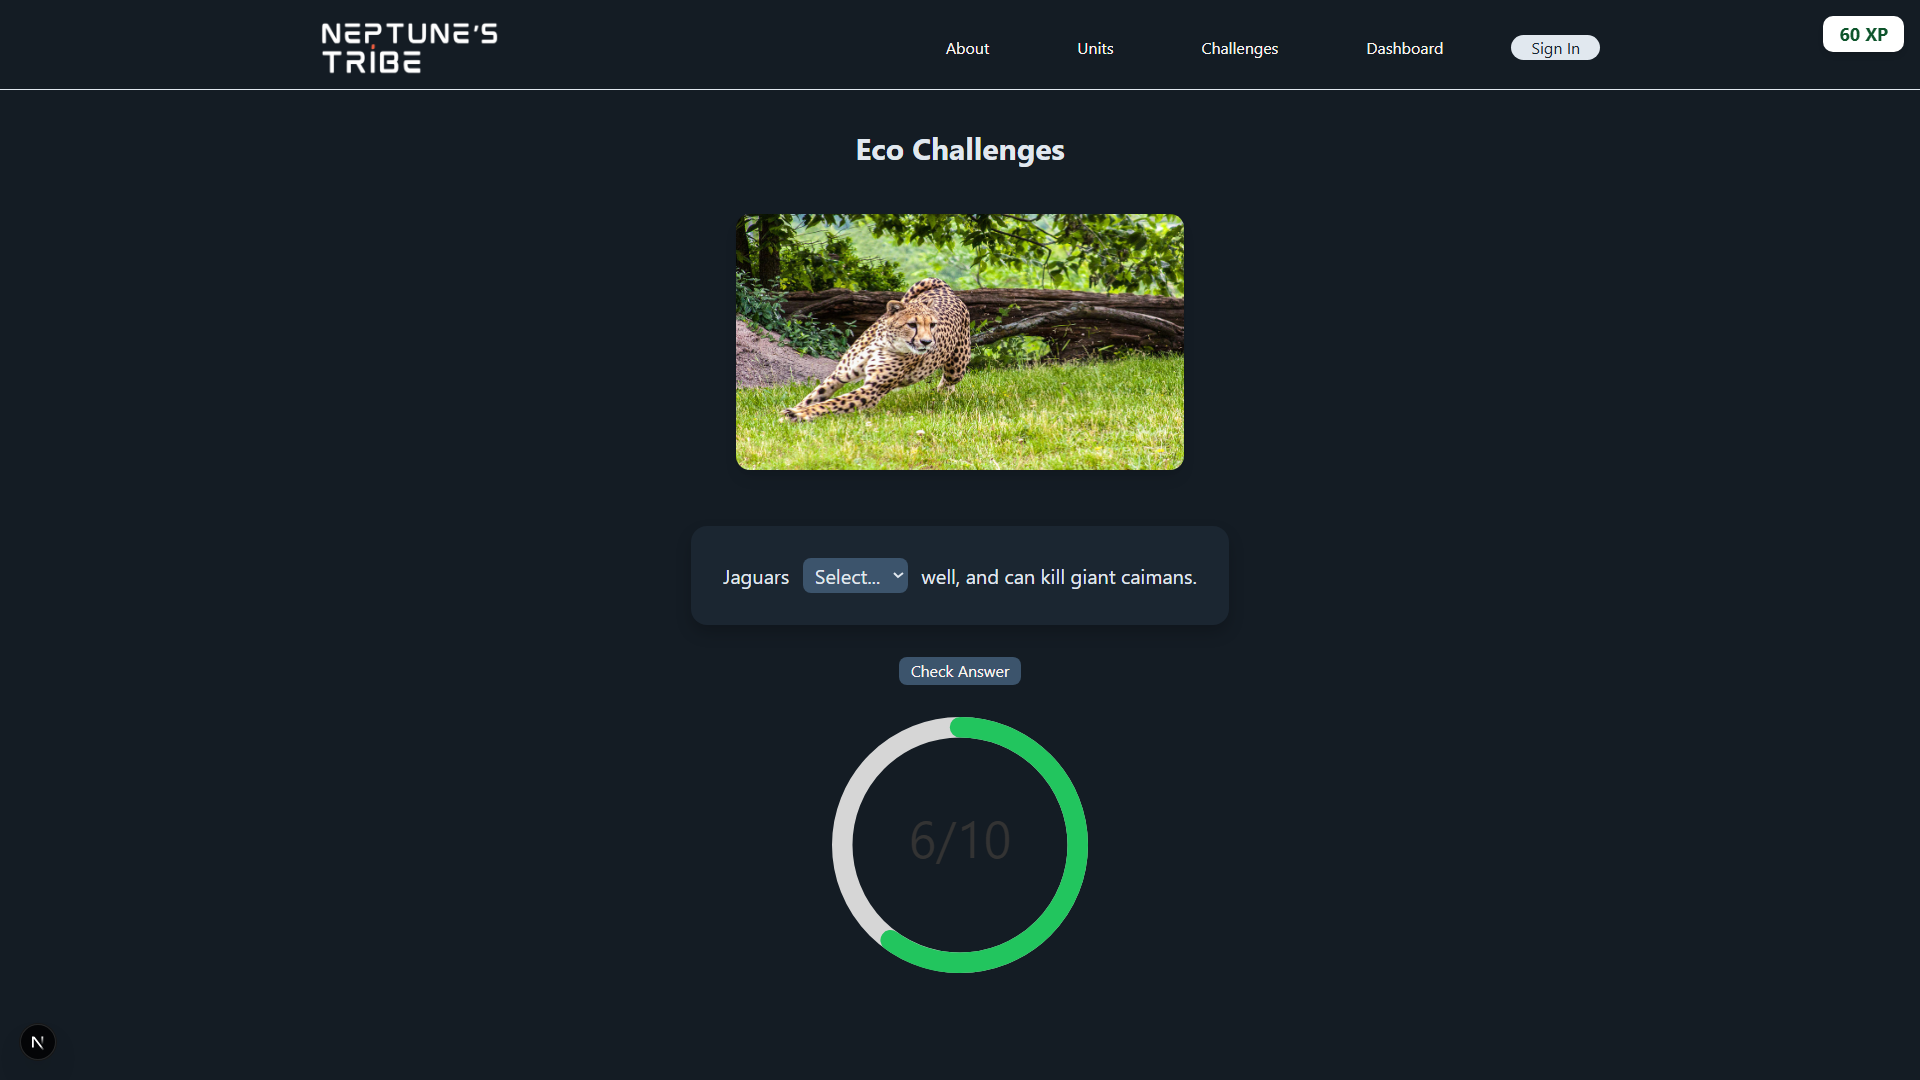 NEPTUNE'S
TRIBE
About
Units
Challenges
Dashboard
Sign In
60 XP
Eco Challenges
Jaguars Select... well, and can kill giant caimans.
Check Answer
6/10
N